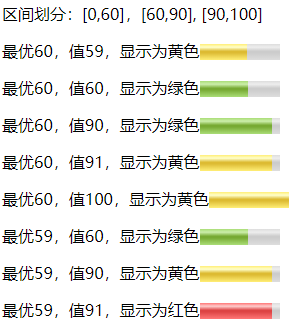 区间划分：[0,60]，[60,90], [90,100]
最优60，值59，显示为黄色
最优60，值60，显示为绿色
最优60，值90，显示为绿色
最优60，值91，显示为黄色
最优60，值100，显示为黄色
最优59，值60，显示为绿色
最优59，值90，显示为黄色
最优59，值91，显示为红色